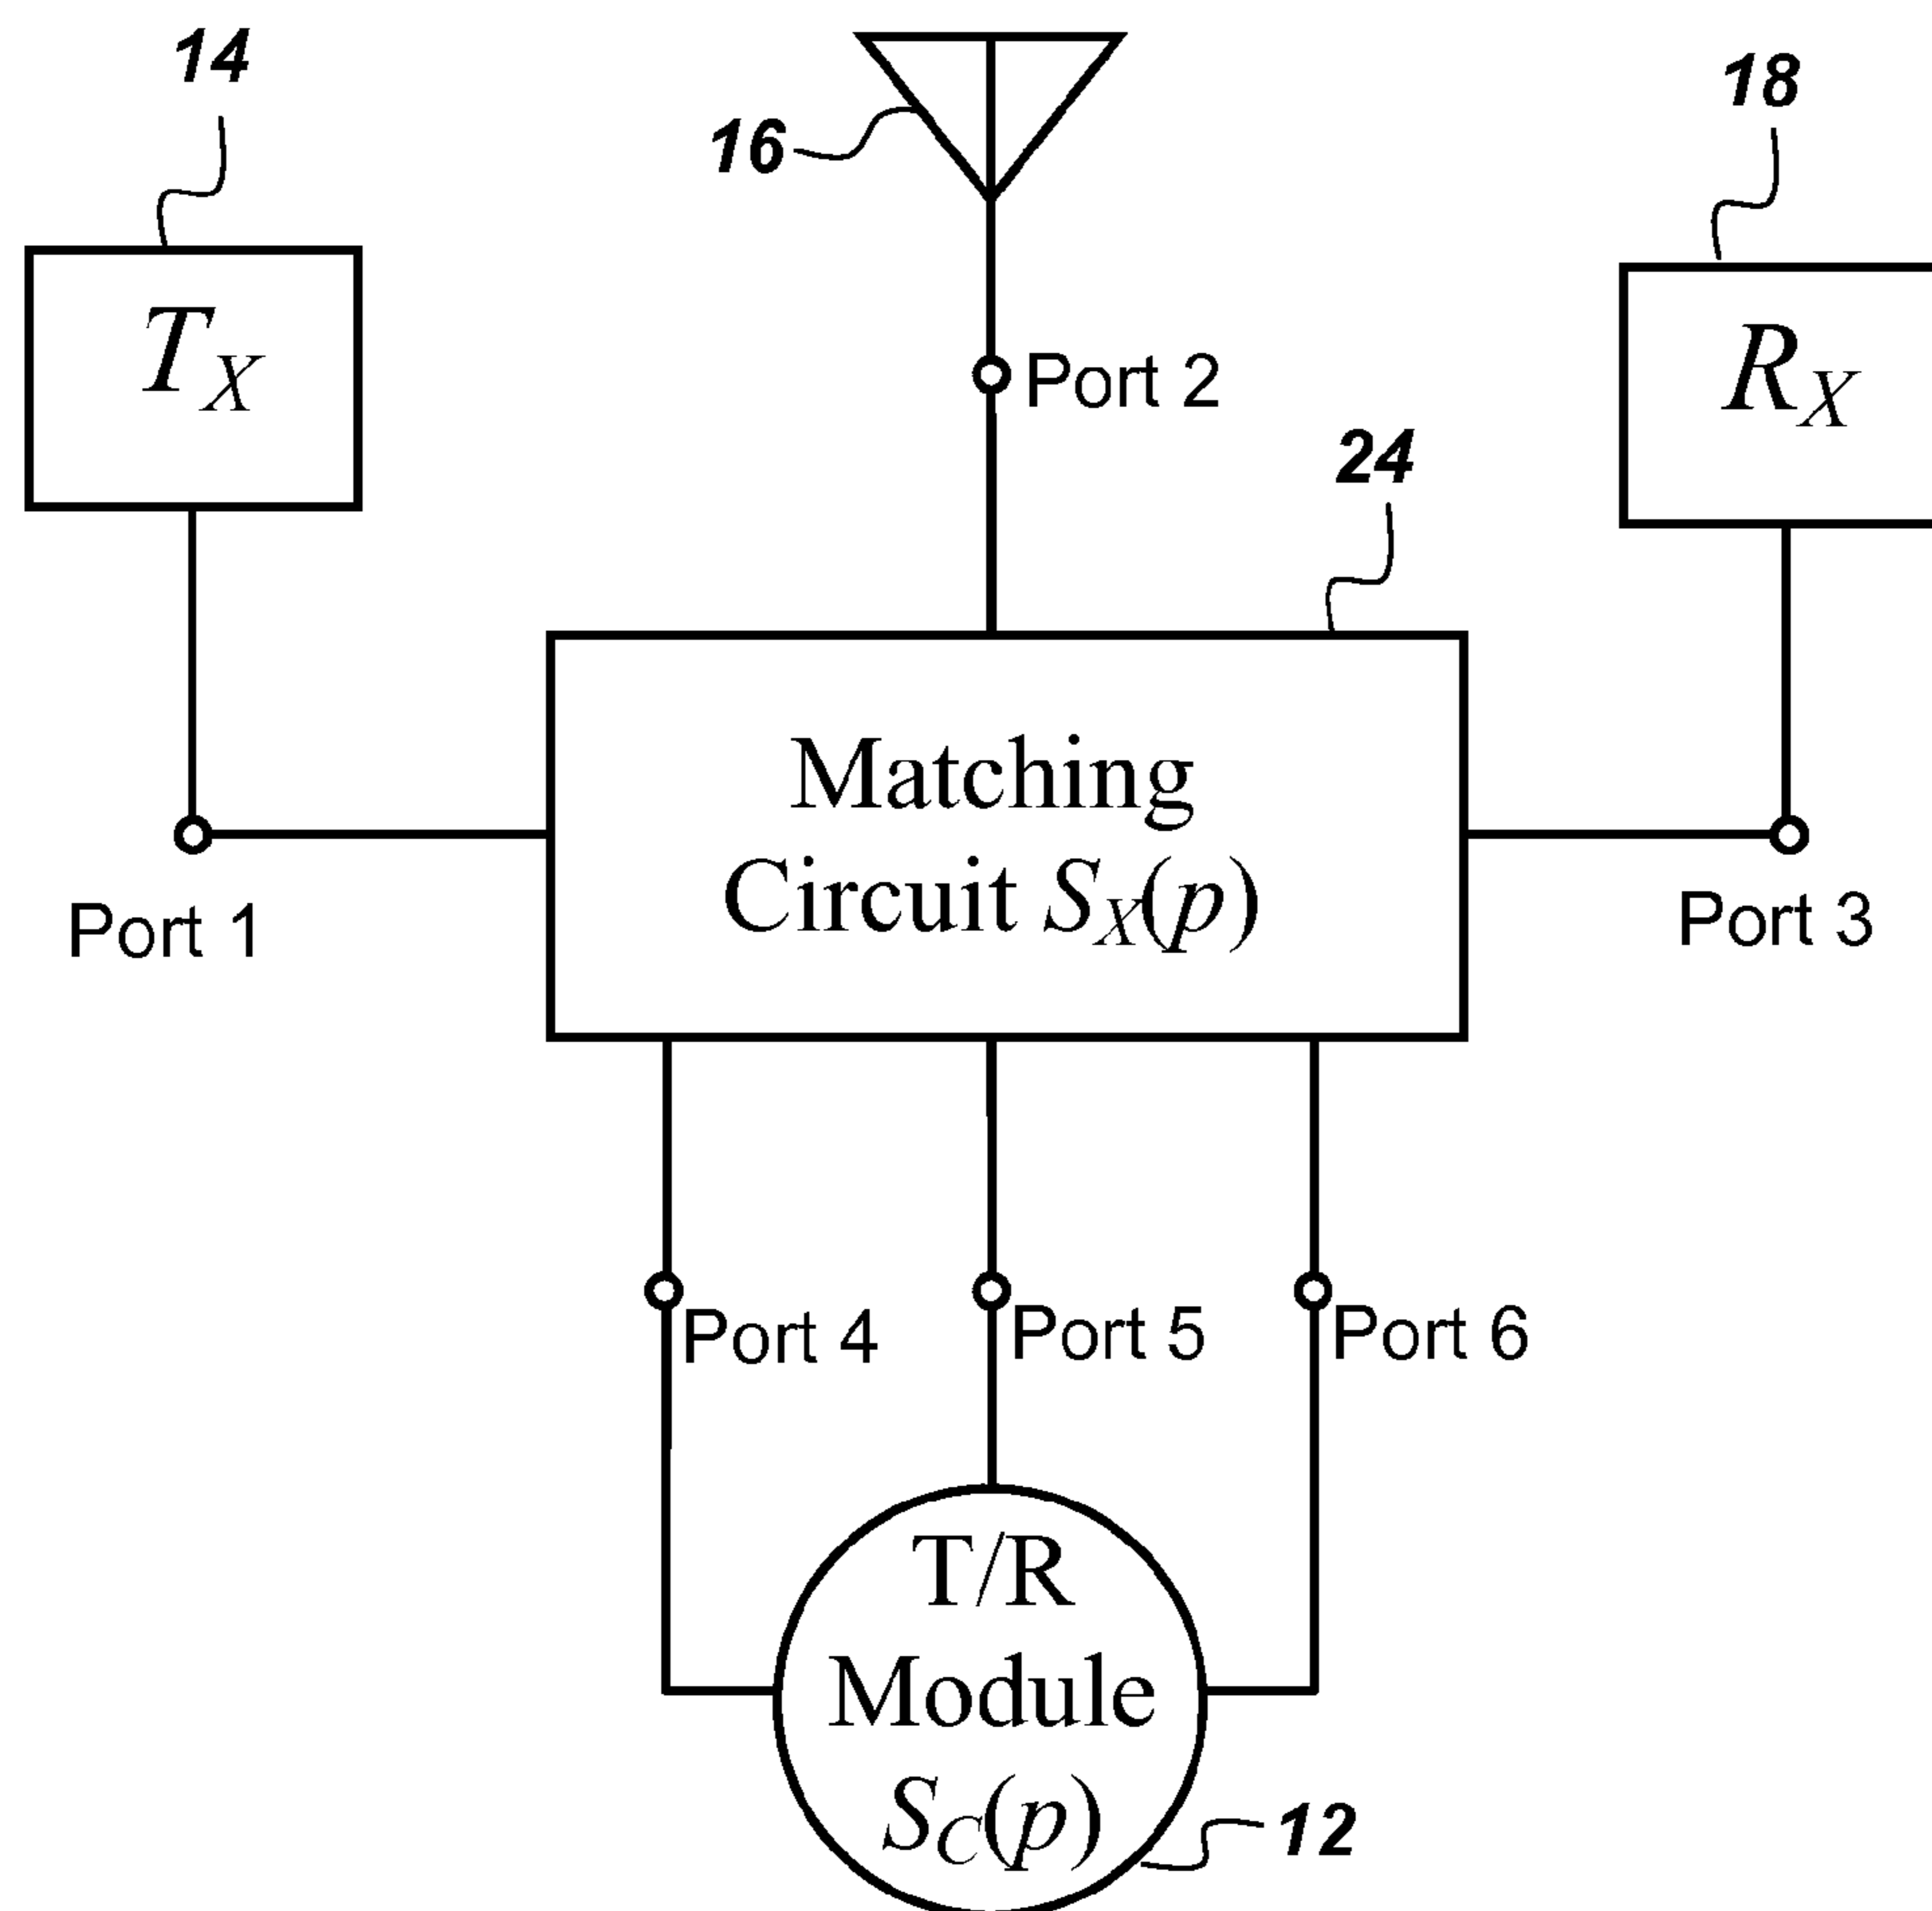 14
16
18
T_X
Port 2
R_X
24
Matching
Circuit S_X(p)
Port 1
Port 3
Port 4
Port 5
Port 6
T/R
Module
S_C(p)
12